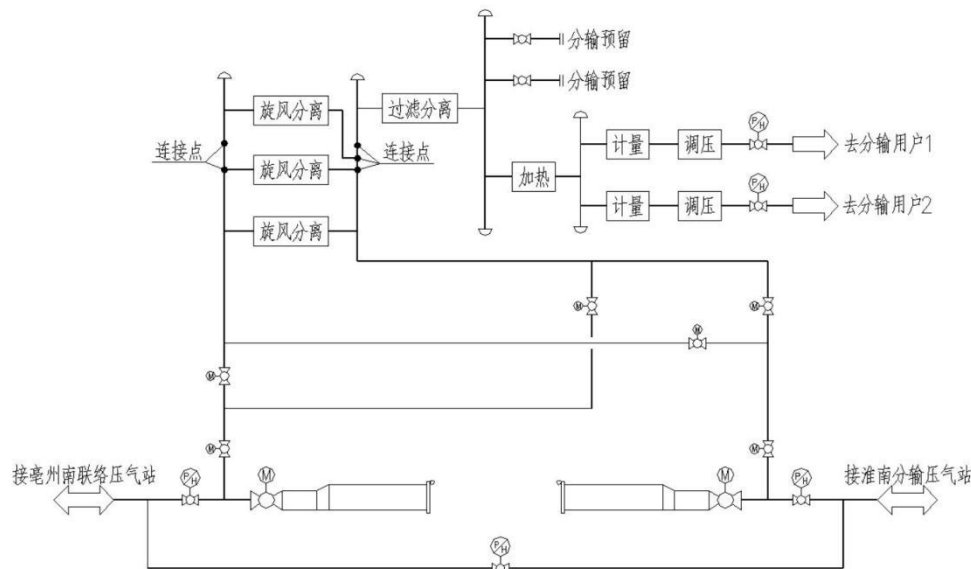 分输预留
分输预留
旋风分离
过滤分离
连接点
连接点
旋风分离
加热
计量
调压
P/H
去分输用户1
计量
调压
P/H
去分输用户2
旋风分离
M
M
M
M
M
M
接亳州南联络压气站
P/H
M
M
P/H
接淮南分输压气站
P/H